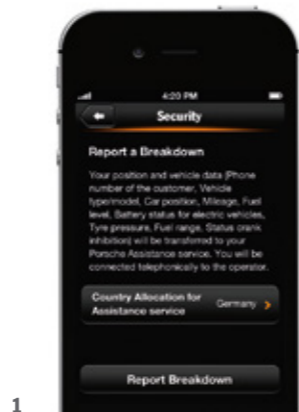 4:20 PM
Security
Report a Breakdown
Your position and vehicle data [Phone
number of the customer, Vehicle
type/model, Car position, Mileage, Fuel
level, Battery status for electric vehicles,
Tyre pressure, Fuel range, Status crank
inhibition] will be transferred to your
Porsche Assistance service. You will be
connected telephonically to the operator.
Country Allocation for
Assistance service
Germany
Report Breakdown
1